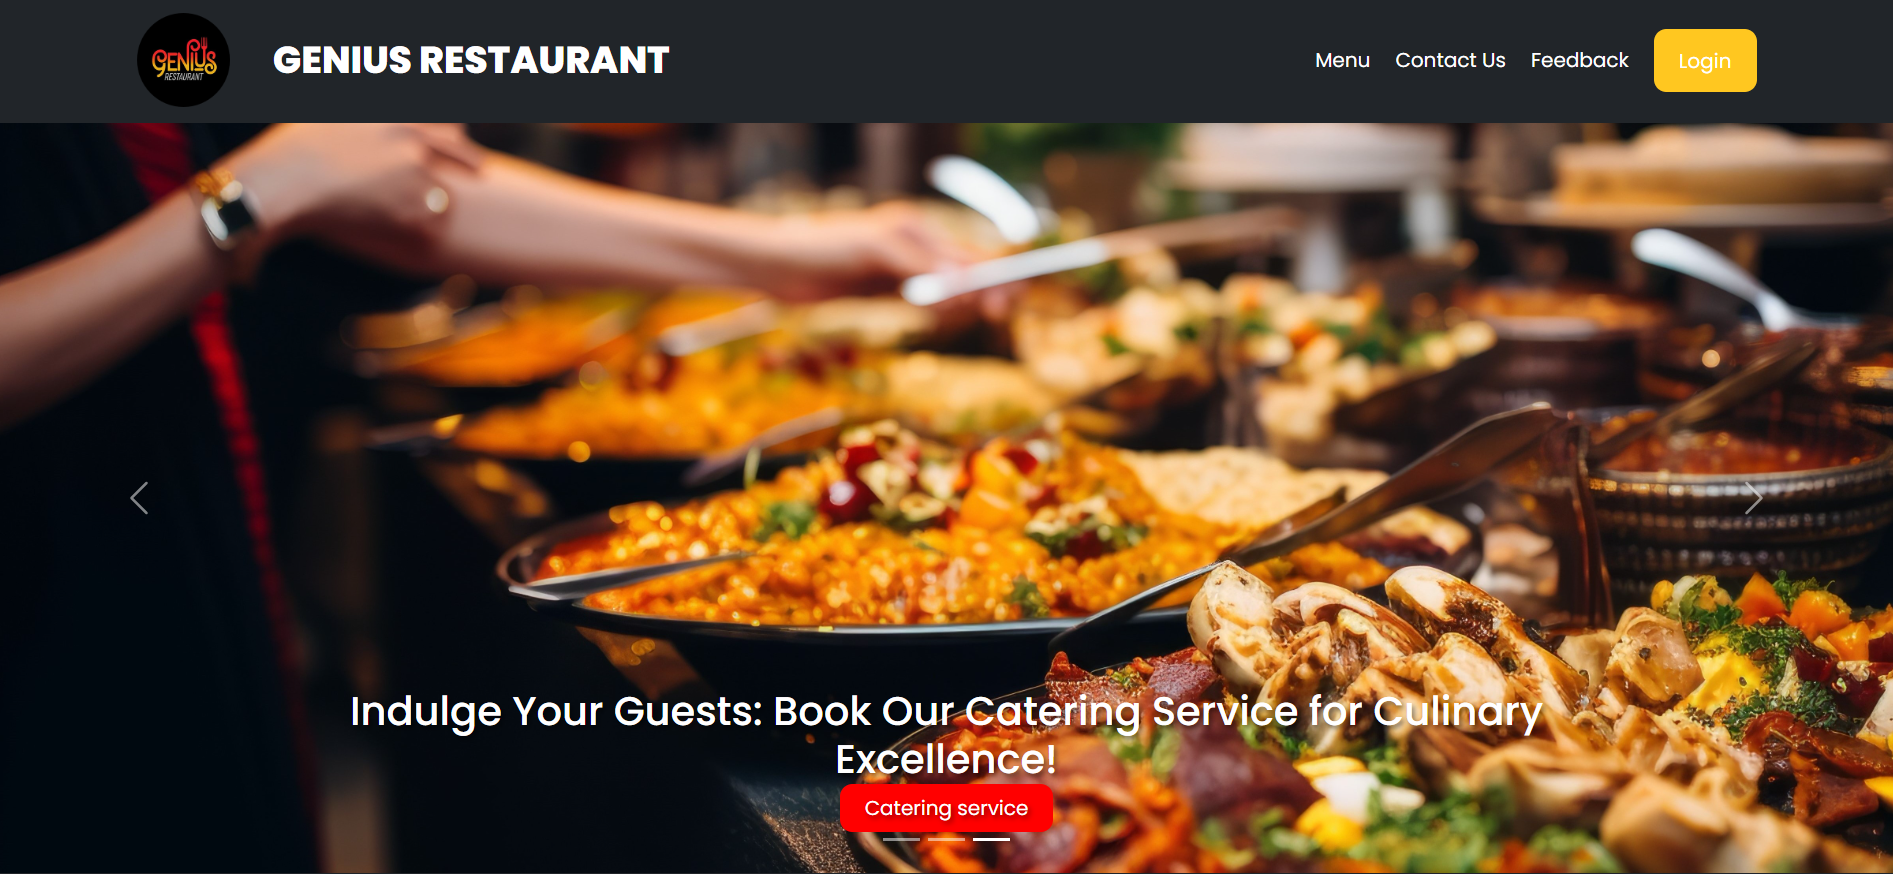 GENIUS
RESTAURANT
GENIUS RESTAURANT
Menu
Contact Us
Feedback
Login
Indulge Your Guests: Book Our Catering Service for Culinary
Excellence!
Catering service